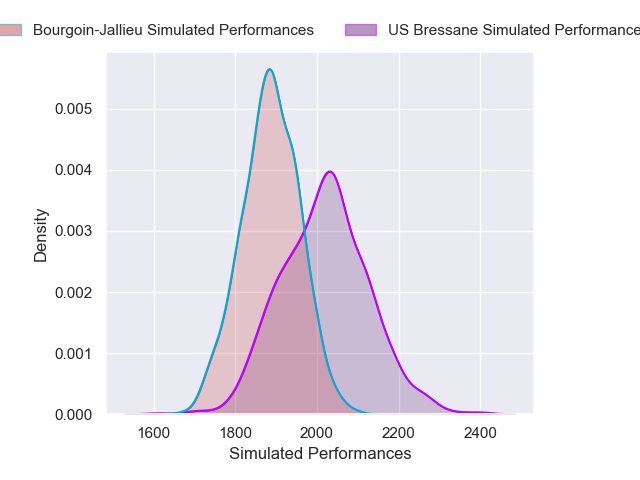 Bourgoin-Jallieu Simulated Performances US Bressane Simulated Performance
0.005
0.004
0.003
0.002
0.001
0.000
Density
1600 1800 2000 2200 2400
Simulated Performances